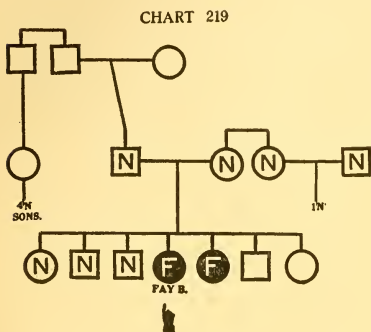 CHART 219
N N N N
4N
SONS.
1N
N N N F F
FAY B.